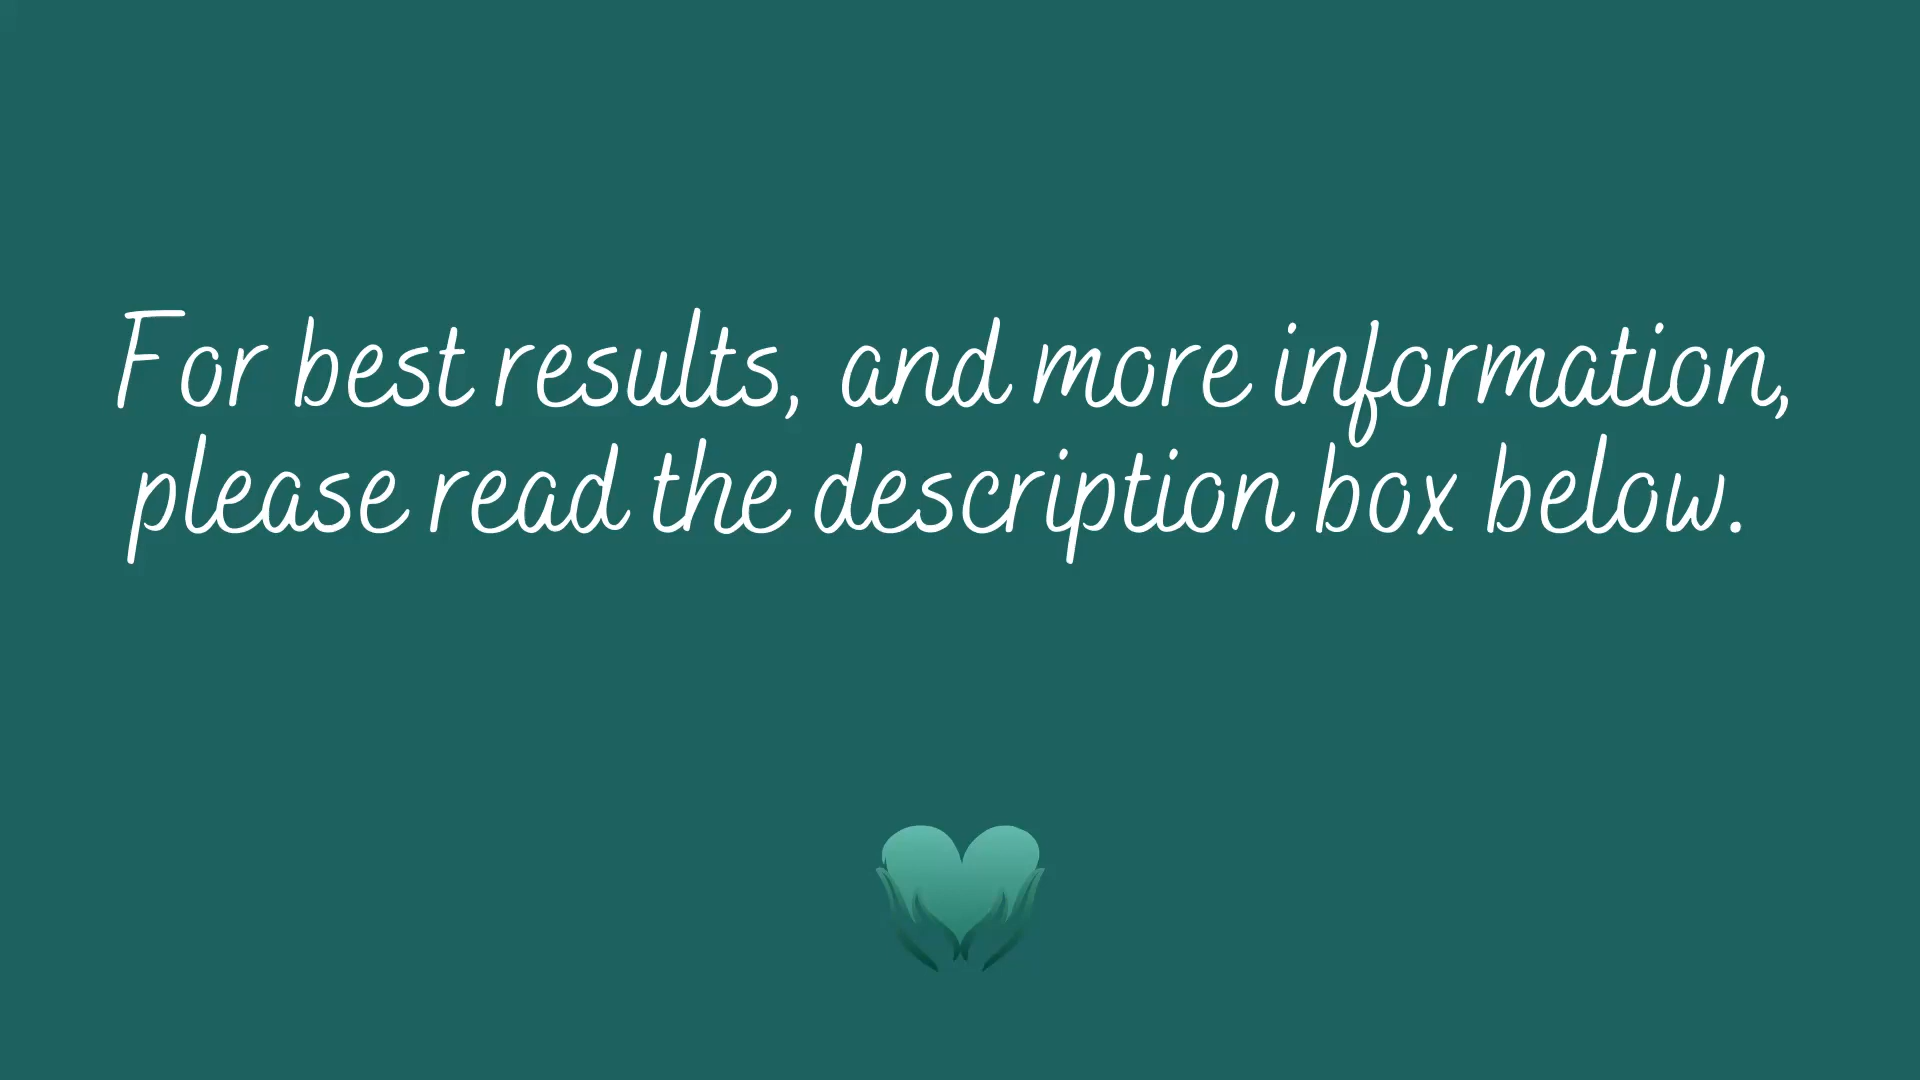 For best results, and more information,
please read the description box below.